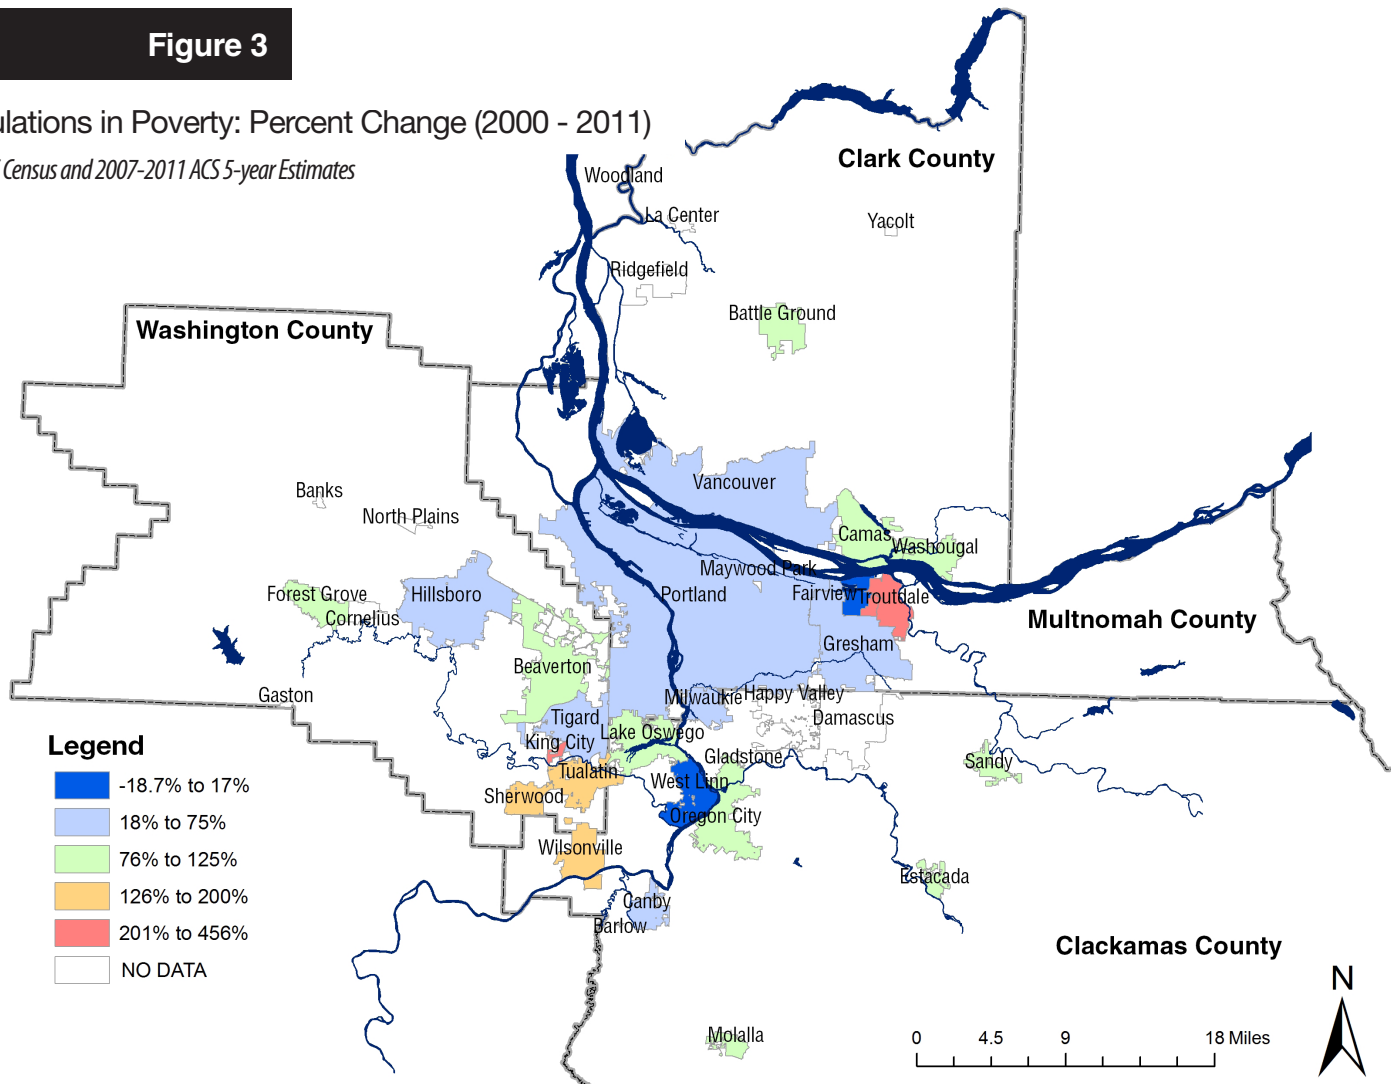 Figure 3
ulations in Poverty: Percent Change (2000 - 2011)
Census and 2007-2011 ACS 5-year Estimates
Clark County
Woodland
La Center
Yacolt
Ridgefield
Battle Ground
Washington County
Vancouver
Banks
North Plains
Camas
Washougal
Maywood Park
Forest Grove
Hillsboro
Portland
Fairview
Troutdale
Cornelius
Multnomah County
Gresham
Beaverton
Gaston
Milwaukie
Happy Valley
Tigard
Damascus
Lake Oswego
King City
Gladstone
Sandy
Tualatin
West Linn
Sherwood
Oregon City
Wilsonville
Estacada
Canby
Barlow
Clackamas County
Molalla
Legend
-18.7% to 17%
18% to 75%
76% to 125%
126% to 200%
201% to 456%
NO DATA
N
0 4.5 9 18 Miles